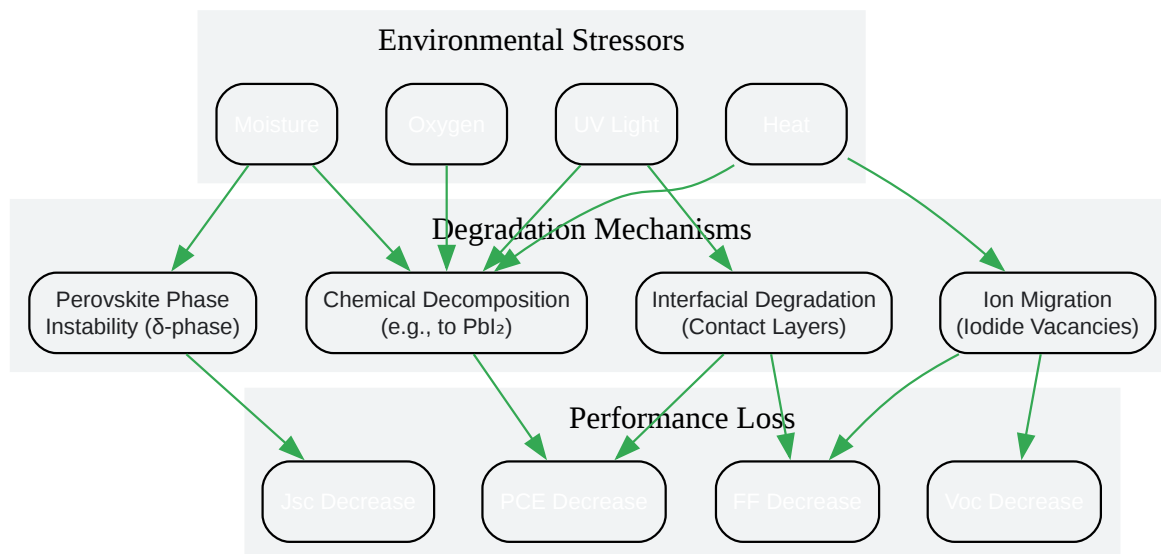 Environmental Stressors
Moisture
Oxygen
UV Light
Heat
Degradation Mechanisms
Perovskite Phase
Instability (δ-phase)
Chemical Decomposition
(e.g., to PbI₂)
Interfacial Degradation
(Contact Layers)
Ion Migration
(Iodide Vacancies)
Performance Loss
Jsc Decrease
PCE Decrease
FF Decrease
Voc Decrease